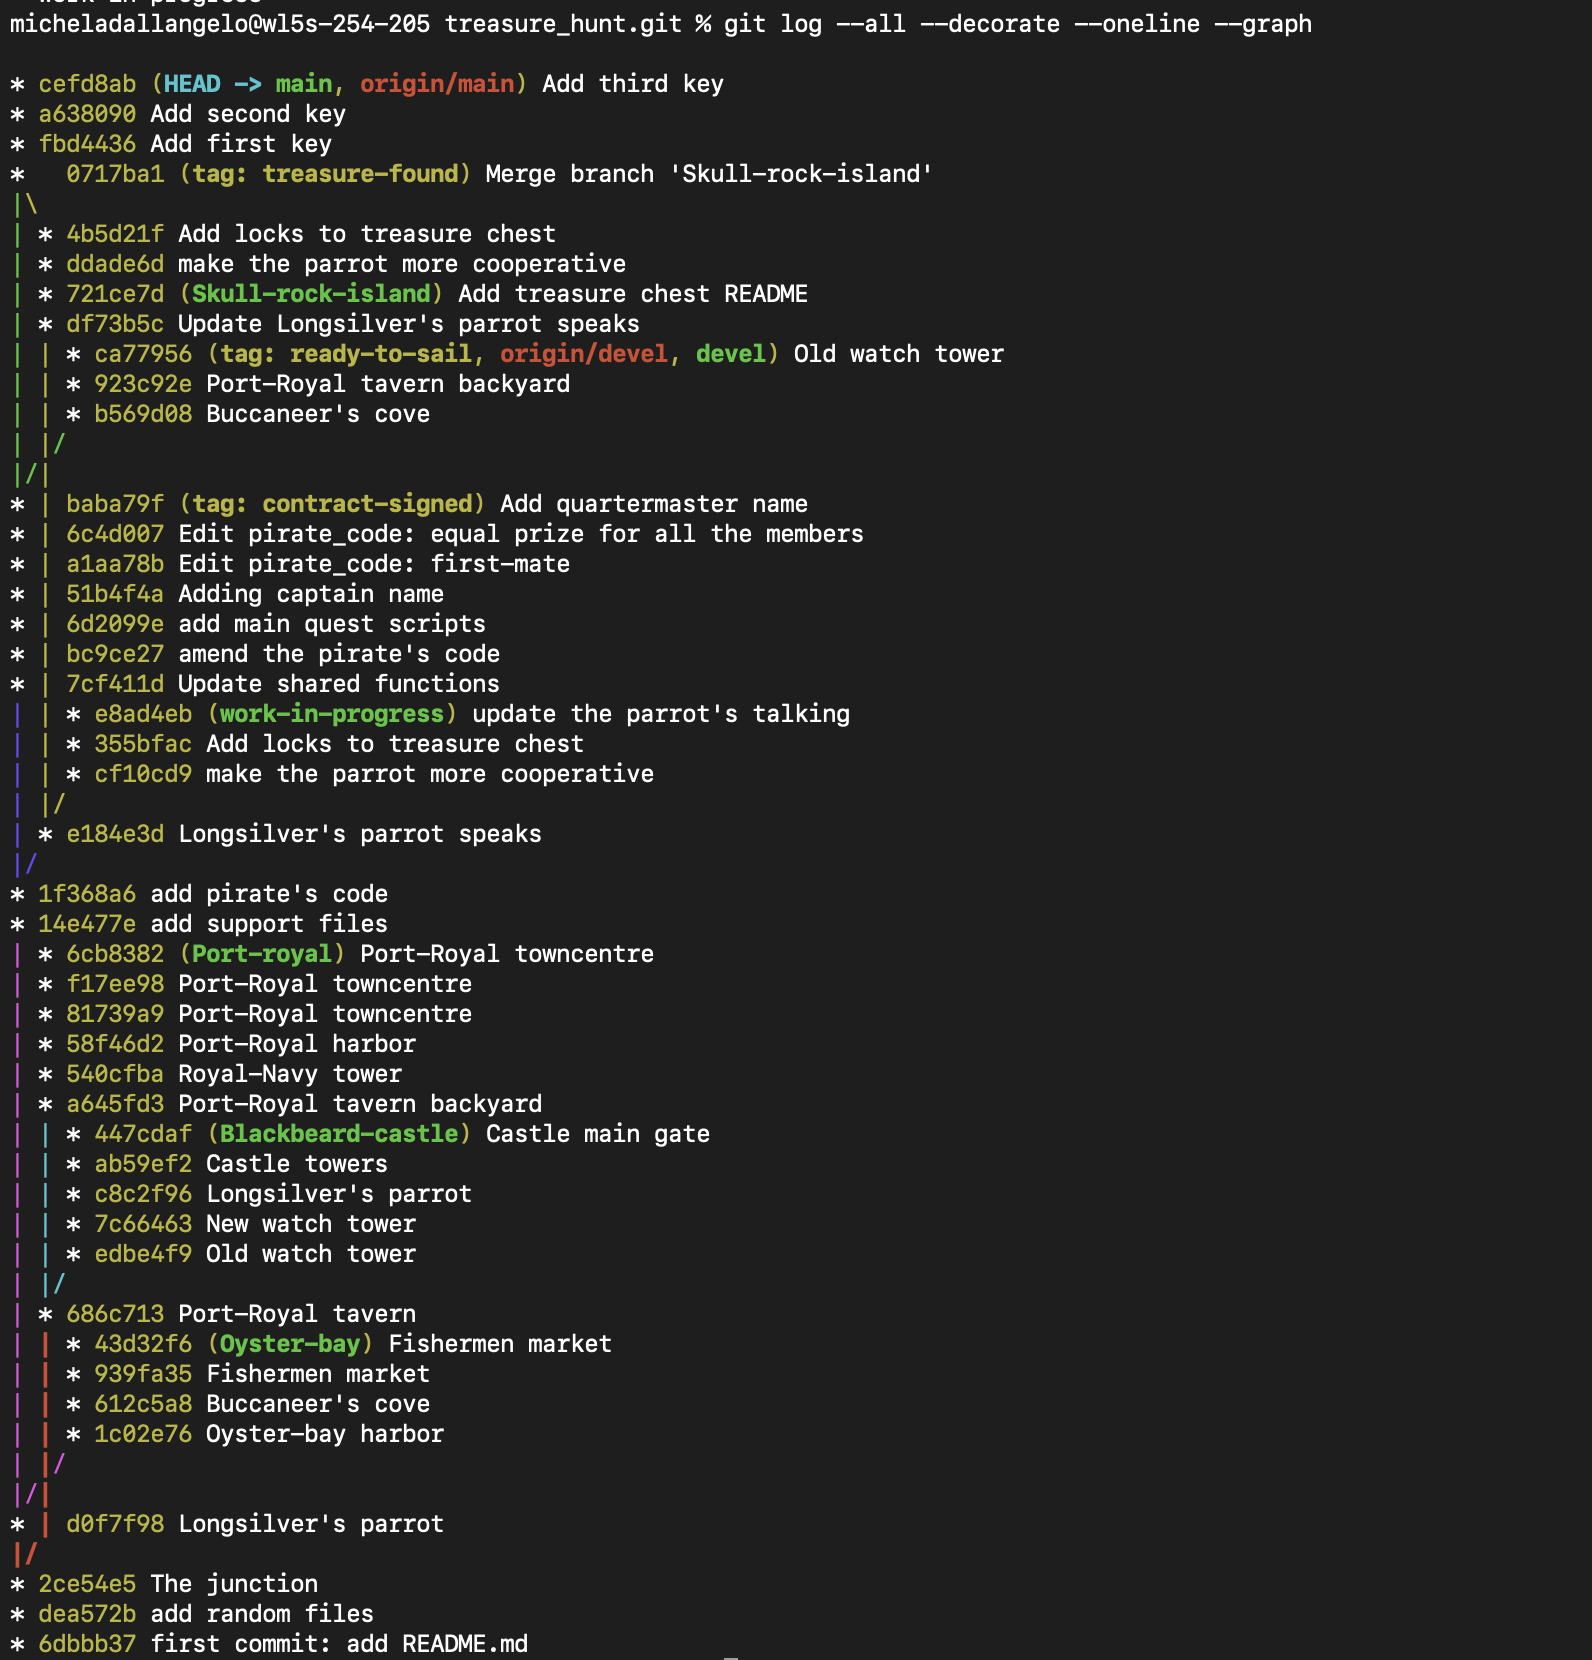 work-in-progress
micheladallangelo@wl5s-254-205 treasure_hunt.git % git log --all --decorate --oneline --graph
* cefd8ab (HEAD -> main, origin/main) Add third key
* a638090 Add second key
* fbd4436 Add first key
*   0717ba1 (tag: treasure-found) Merge branch 'Skull-rock-island'
|\
| * 4b5d21f Add locks to treasure chest
| * ddade6d make the parrot more cooperative
| * 721ce7d (Skull-rock-island) Add treasure chest README
| * df73b5c Update Longsilver's parrot speaks
| | * ca77956 (tag: ready-to-sail, origin/devel, devel) Old watch tower
| | * 923c92e Port-Royal tavern backyard
| | * b569d08 Buccaneer's cove
| |/
|/|
* | baba79f (tag: contract-signed) Add quartermaster name
* | 6c4d007 Edit pirate_code: equal prize for all the members
* | a1aa78b Edit pirate_code: first-mate
* | 51b4f4a Adding captain name
* | 6d2099e add main quest scripts
* | bc9ce27 amend the pirate's code
* | 7cf411d Update shared functions
| | * e8ad4eb (work-in-progress) update the parrot's talking
| | * 355bfac Add locks to treasure chest
| | * cf10cd9 make the parrot more cooperative
| |/
| * e184e3d Longsilver's parrot speaks
|/
* 1f368a6 add pirate's code
* 14e477e add support files
| * 6cb8382 (Port-royal) Port-Royal towncentre
| * f17ee98 Port-Royal towncentre
| * 81739a9 Port-Royal towncentre
| * 58f46d2 Port-Royal harbor
| * 540cfba Royal-Navy tower
| * a645fd3 Port-Royal tavern backyard
| | * 447cdaf (Blackbeard-castle) Castle main gate
| | * ab59ef2 Castle towers
| | * c8c2f96 Longsilver's parrot
| | * 7c66463 New watch tower
| | * edbe4f9 Old watch tower
| |/
| * 686c713 Port-Royal tavern
| | * 43d32f6 (Oyster-bay) Fishermen market
| | * 939fa35 Fishermen market
| | * 612c5a8 Buccaneer's cove
| | * 1c02e76 Oyster-bay harbor
| |/
|/|
* | d0f7f98 Longsilver's parrot
|/
* 2ce54e5 The junction
* dea572b add random files
* 6dbbb37 first commit: add README.md